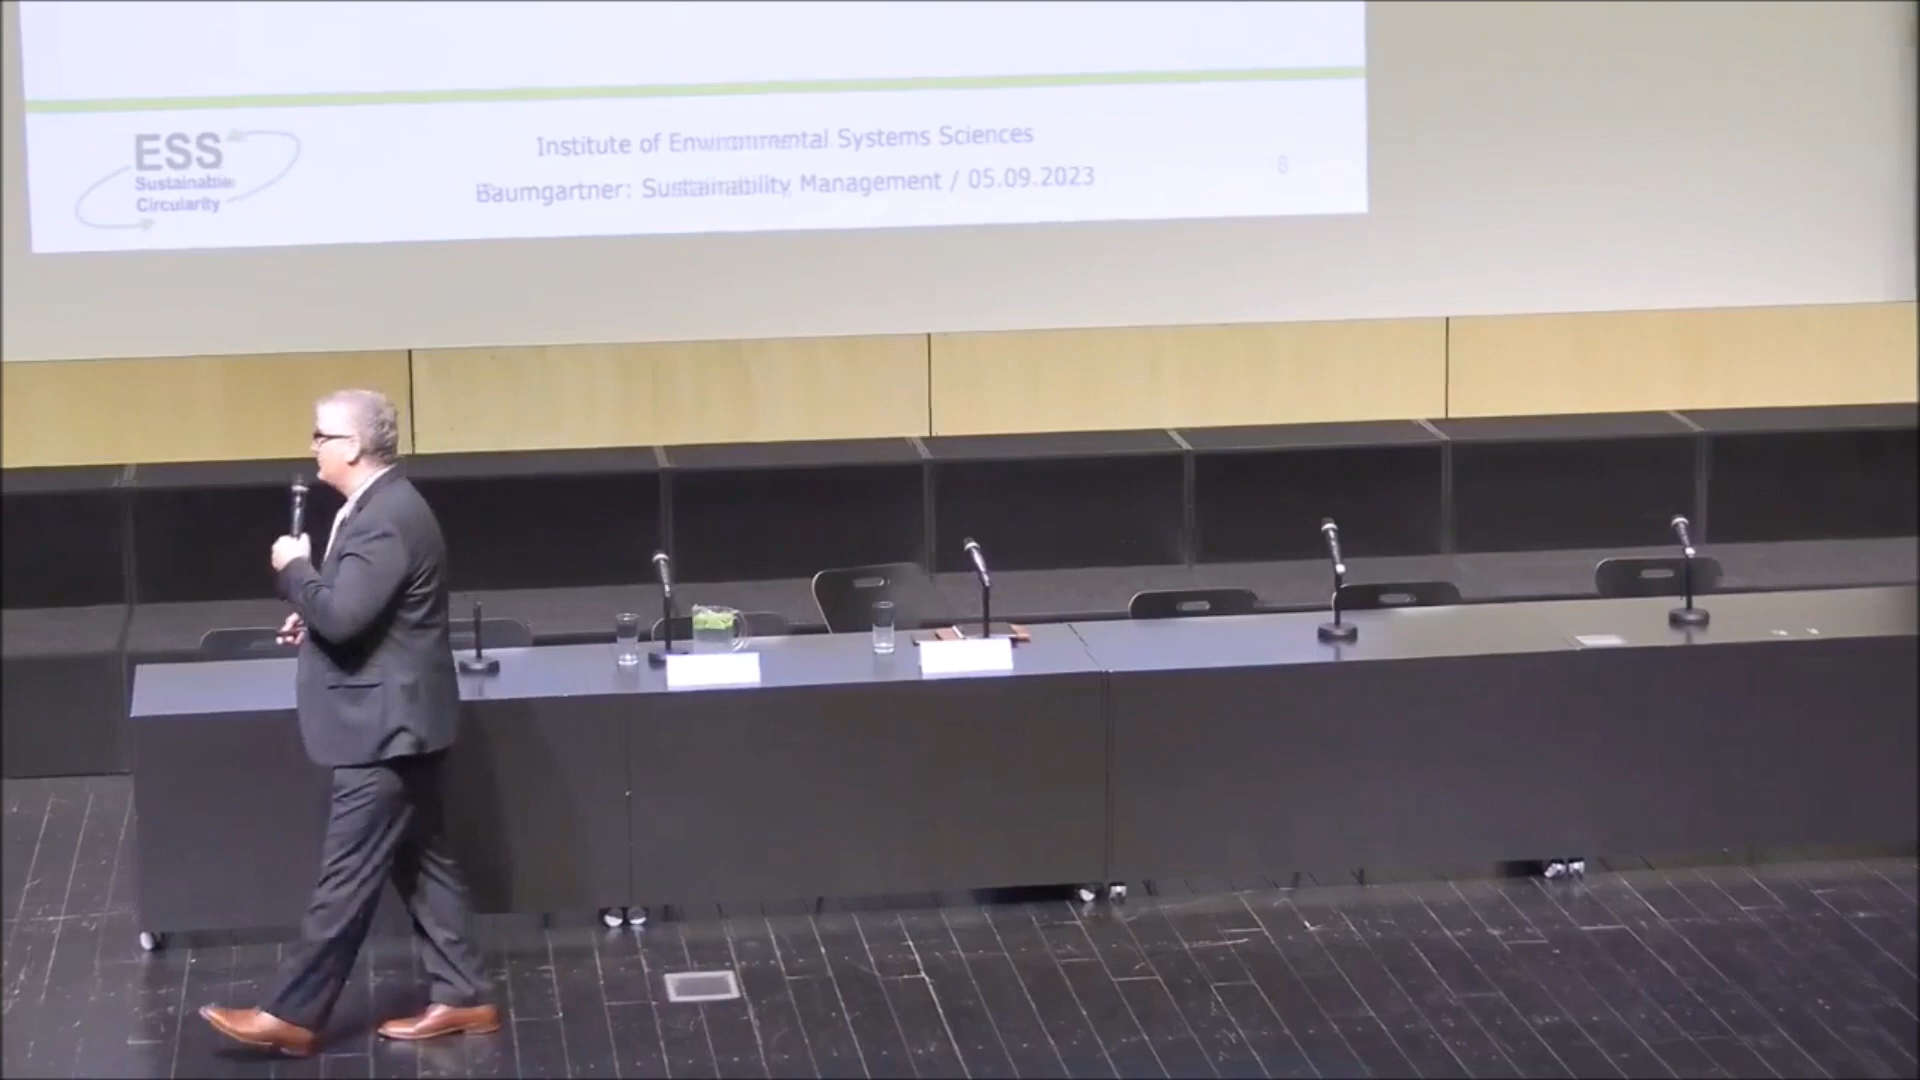 ESS
Sustainable
Circularity
Institute of Environmental Systems Sciences
Baumgartner: Sustainability Management / 05.09.2023
8